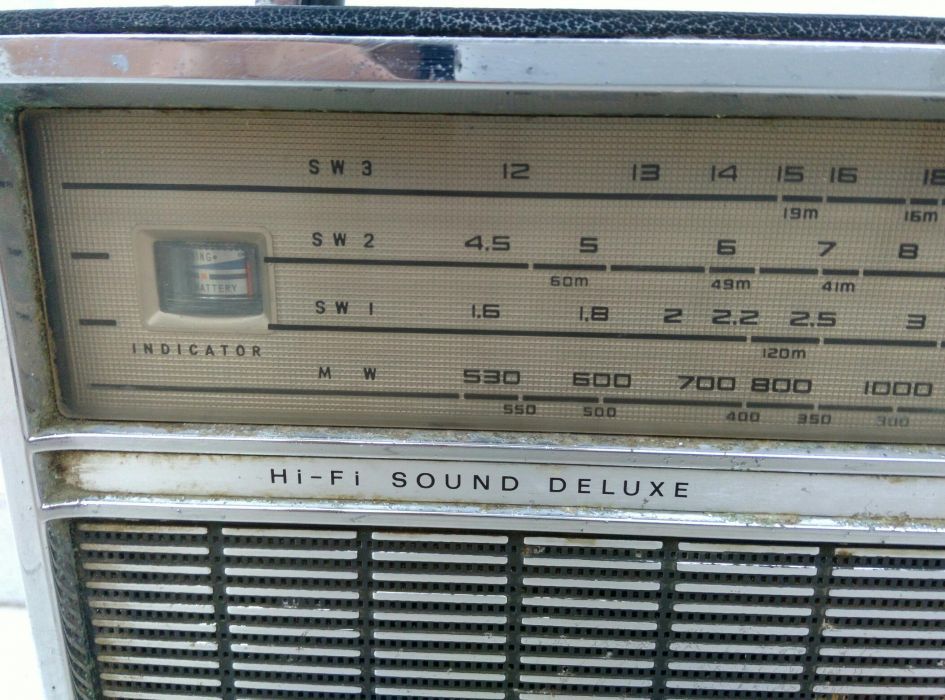 SW 3 12 13 14 15 16 18
19m 16m
SW 2 4.5 5 6 7 8
60m 49m 41m
BATTERY
SW 1 1.6 1.8 2 2.2 2.5 3
120m
INDICATOR
MW 530 600 700 800 1000
550 500 400 350 300
Hi-Fi SOUND DELUXE